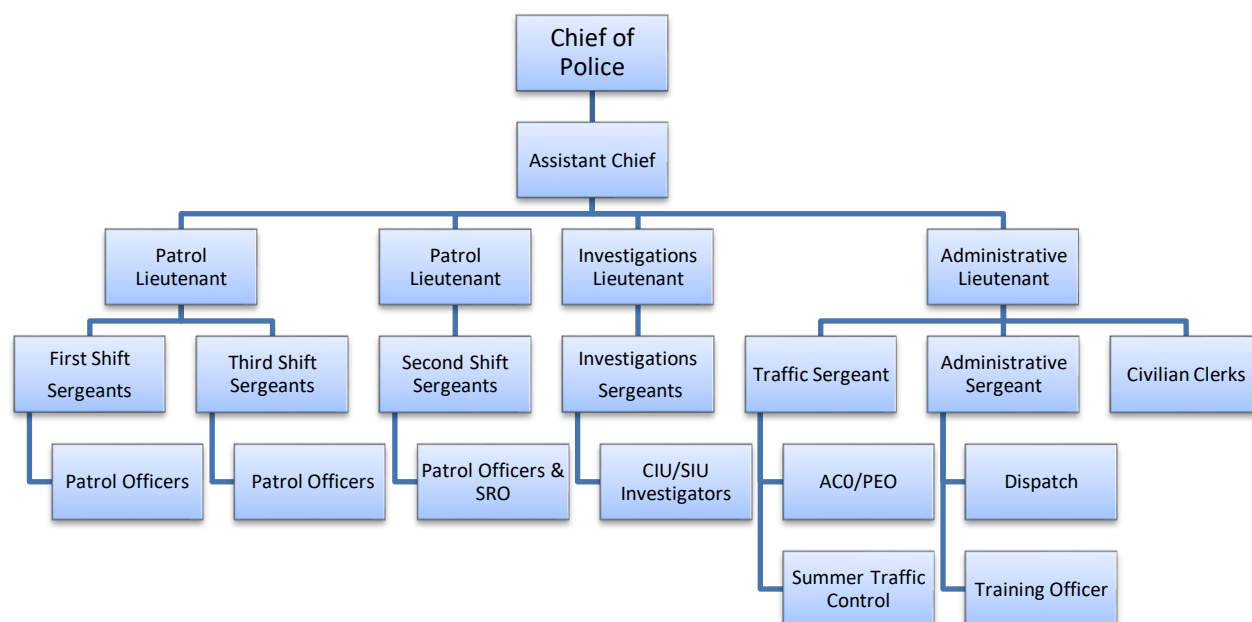 Chief of
Police
Assistant Chief
Patrol
Lieutenant
Patrol
Lieutenant
Investigations
Lieutenant
Administrative
Lieutenant
First Shift
Sergeants
Third Shift
Sergeants
Second Shift
Sergeants
Investigations
Sergeants
Traffic Sergeant
Administrative
Sergeant
Civilian Clerks
Patrol Officers
Patrol Officers
Patrol Officers &
SRO
CIU/SIU
Investigators
AC0/PEO
Dispatch
Summer Traffic
Control
Training Officer